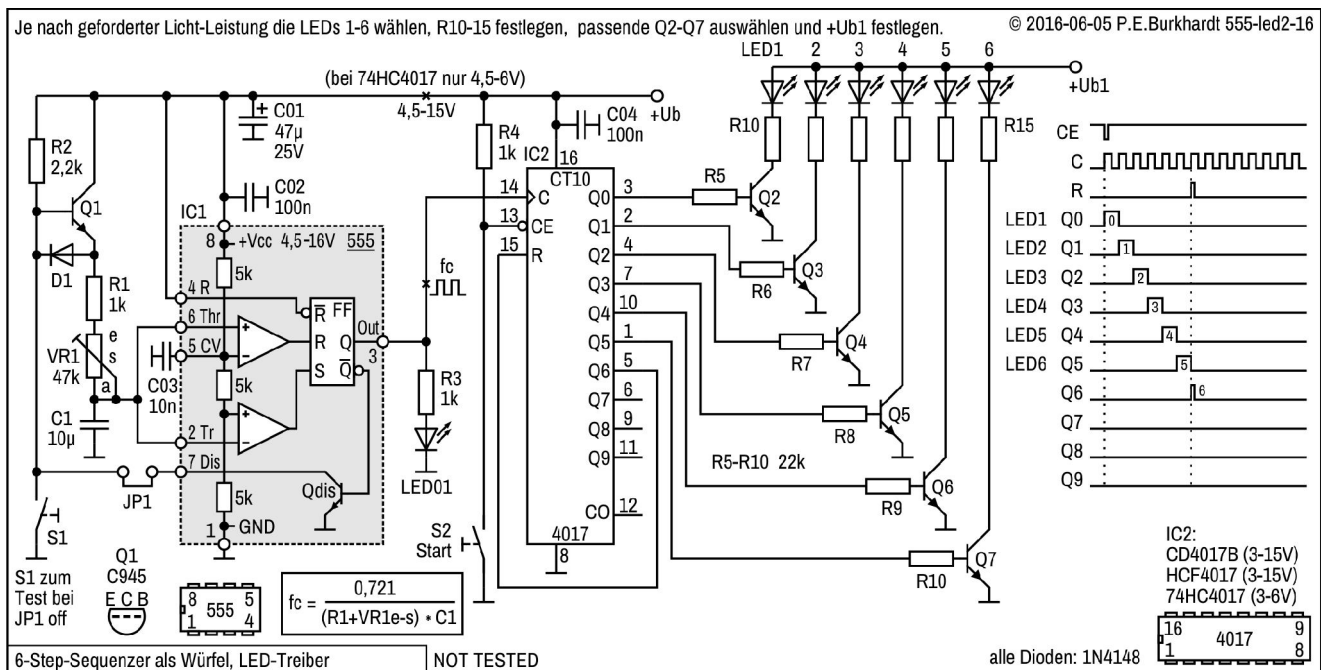 Je nach geforderter Licht-Leistung die LEDs 1-6 wählen, R10-15 festlegen, passende Q2-Q7 auswählen und +Ub1 festlegen.
© 2016-06-05 P.E.Burkhardt 555-led2-16
LED1 2 3 4 5 6
+Ub1
(bei 74HC4017 nur 4,5-6V)
4,5-15V
+Ub
C01
+
47µ
25V
C02
100n
C04
100n
R4
1k
R2
2,2k
Q1
D1
R1
1k
e
s
a
VR1
47k
C1
10µ
C03
10n
IC1
8 +Vcc 4,5-16V 555
5k
4 R
6 Thr
5 CV
5k
2 Tr
7 Dis
5k
1 GND
+
−
+
−
R FF
R Q
S Q
Out
3
Qdis
JP1
S1
S1 zum
Test bei
JP1 off
Q1
C945
E C B
8 5
555
1 4
fc = 0,721
(R1+VR1e-s) * C1
fc
R3
1k
LED01
S2
Start
IC2
16
CT10
14 C
13 CE
15 R
Q0 3
Q1 2
Q2 4
Q3 7
Q4 10
Q5 1
Q6 5
Q7 6
Q8 9
Q9 11
CO 12
4017
8
R10
R15
R5
Q2
R6
Q3
R7
Q4
R8
Q5
R5-R10 22k
R9
Q6
R10
Q7
CE
C
R
LED1 Q0 0
LED2 Q1 1
LED3 Q2 2
LED4 Q3 3
LED5 Q4 4
LED6 Q5 5
Q6 6
Q7
Q8
Q9
IC2:
CD4017B (3-15V)
HCF4017 (3-15V)
74HC4017 (3-6V)
16 9
4017
1 8
alle Dioden: 1N4148
6-Step-Sequenzer als Würfel, LED-Treiber
NOT TESTED